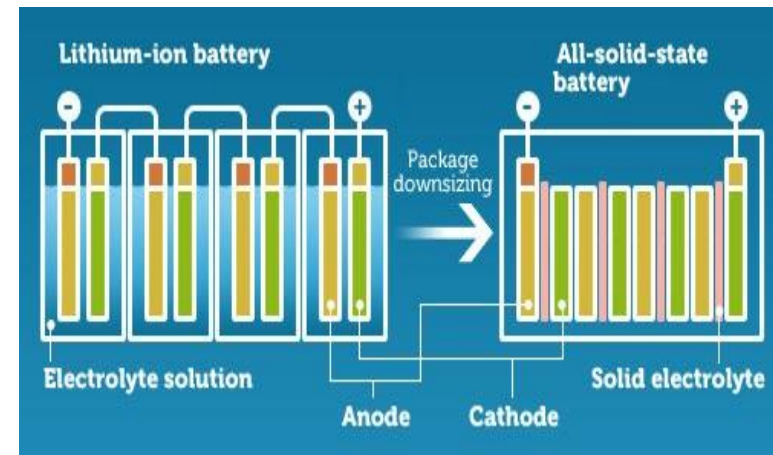 Lithium-ion battery
All-solid-state
battery
-
+
-
+
Package
downsizing
Electrolyte solution
Solid electrolyte
Anode
Cathode